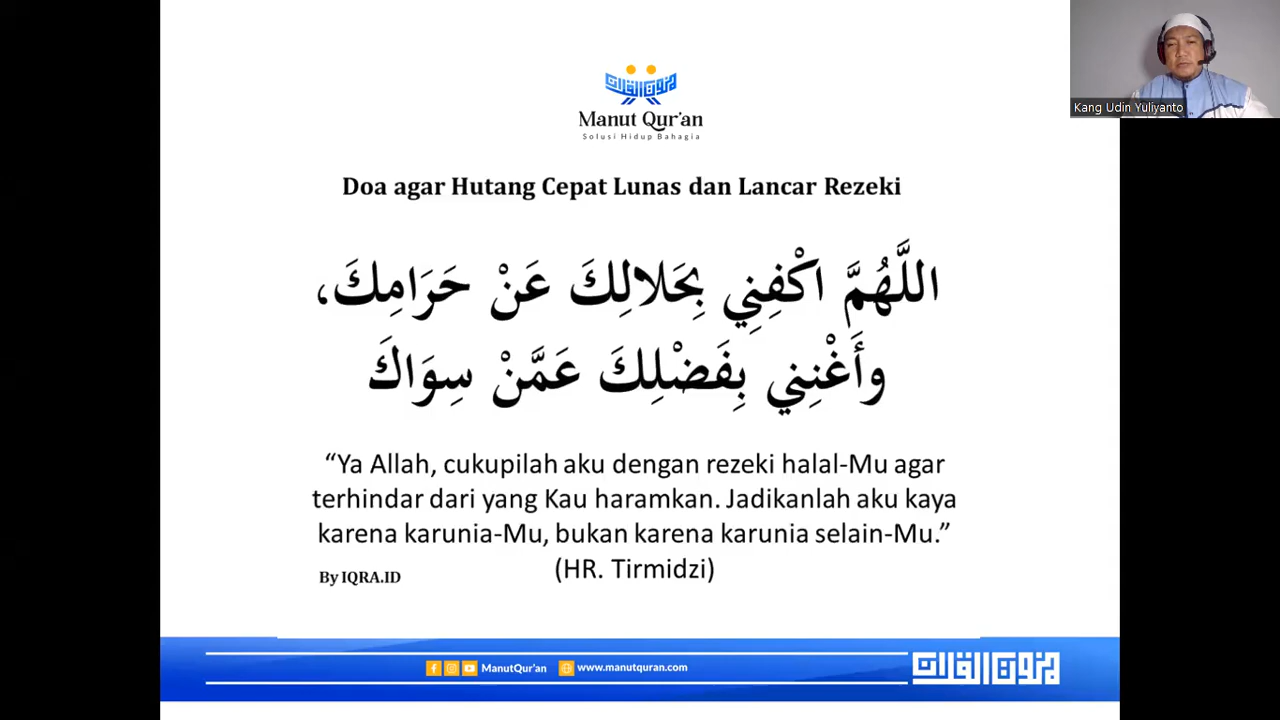 Kang Udin Yuliyanto
Manut Qur'an
Solusi Hidup Bahagia
Doa agar Hutang Cepat Lunas dan Lancar Rezeki
اللَّهُمَّ اكْفِنِي بِحَلالِكَ عَنْ حَرَامِكَ،
وأَغْنِنِي بِفَضْلِكَ عَمَّنْ سِوَاكَ
“Ya Allah, cukupilah aku dengan rezeki halal-Mu agar
terhindar dari yang Kau haramkan. Jadikanlah aku kaya
karena karunia-Mu, bukan karena karunia selain-Mu.”
(HR. Tirmidzi)
By IQRA.ID
ManutQur'an www.manutquran.com